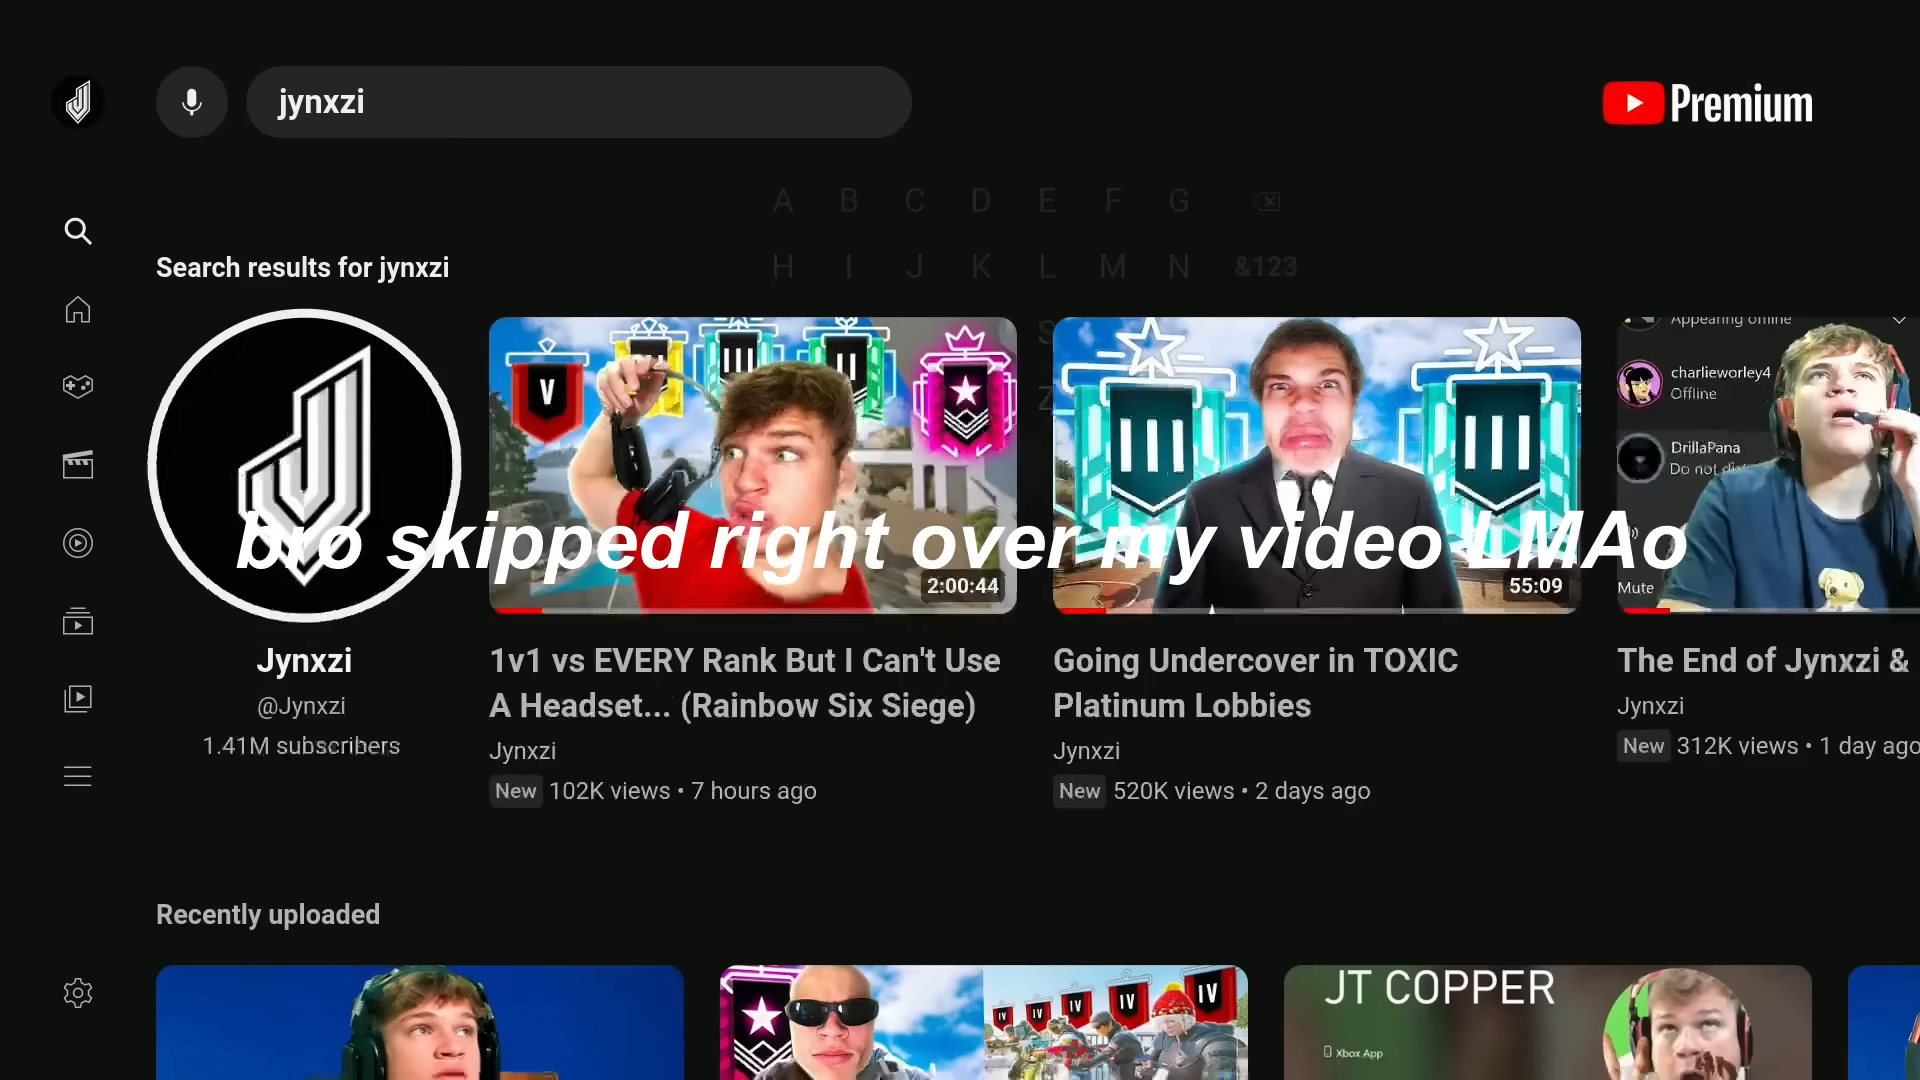 jynxzi
Premium
A B C D E F G
H I J K L M N &123
S
Z
Search results for jynxzi
V
III
II
III
III
Appearing offline
charlieworley4
Offline
DrillaPana
Do not
Mute
bro skipped right over my video LMAo
2:00:44
55:09
Jynxzi
@Jynxzi
1.41M subscribers
1v1 vs EVERY Rank But I Can't Use
A Headset... (Rainbow Six Siege)
Jynxzi
New 102K views • 7 hours ago
Going Undercover in TOXIC
Platinum Lobbies
Jynxzi
New 520K views • 2 days ago
The End of Jynxzi &
Jynxzi
New 312K views • 1 day ago
Recently uploaded
IV IV IV IV IV
JT COPPER
Xbox App